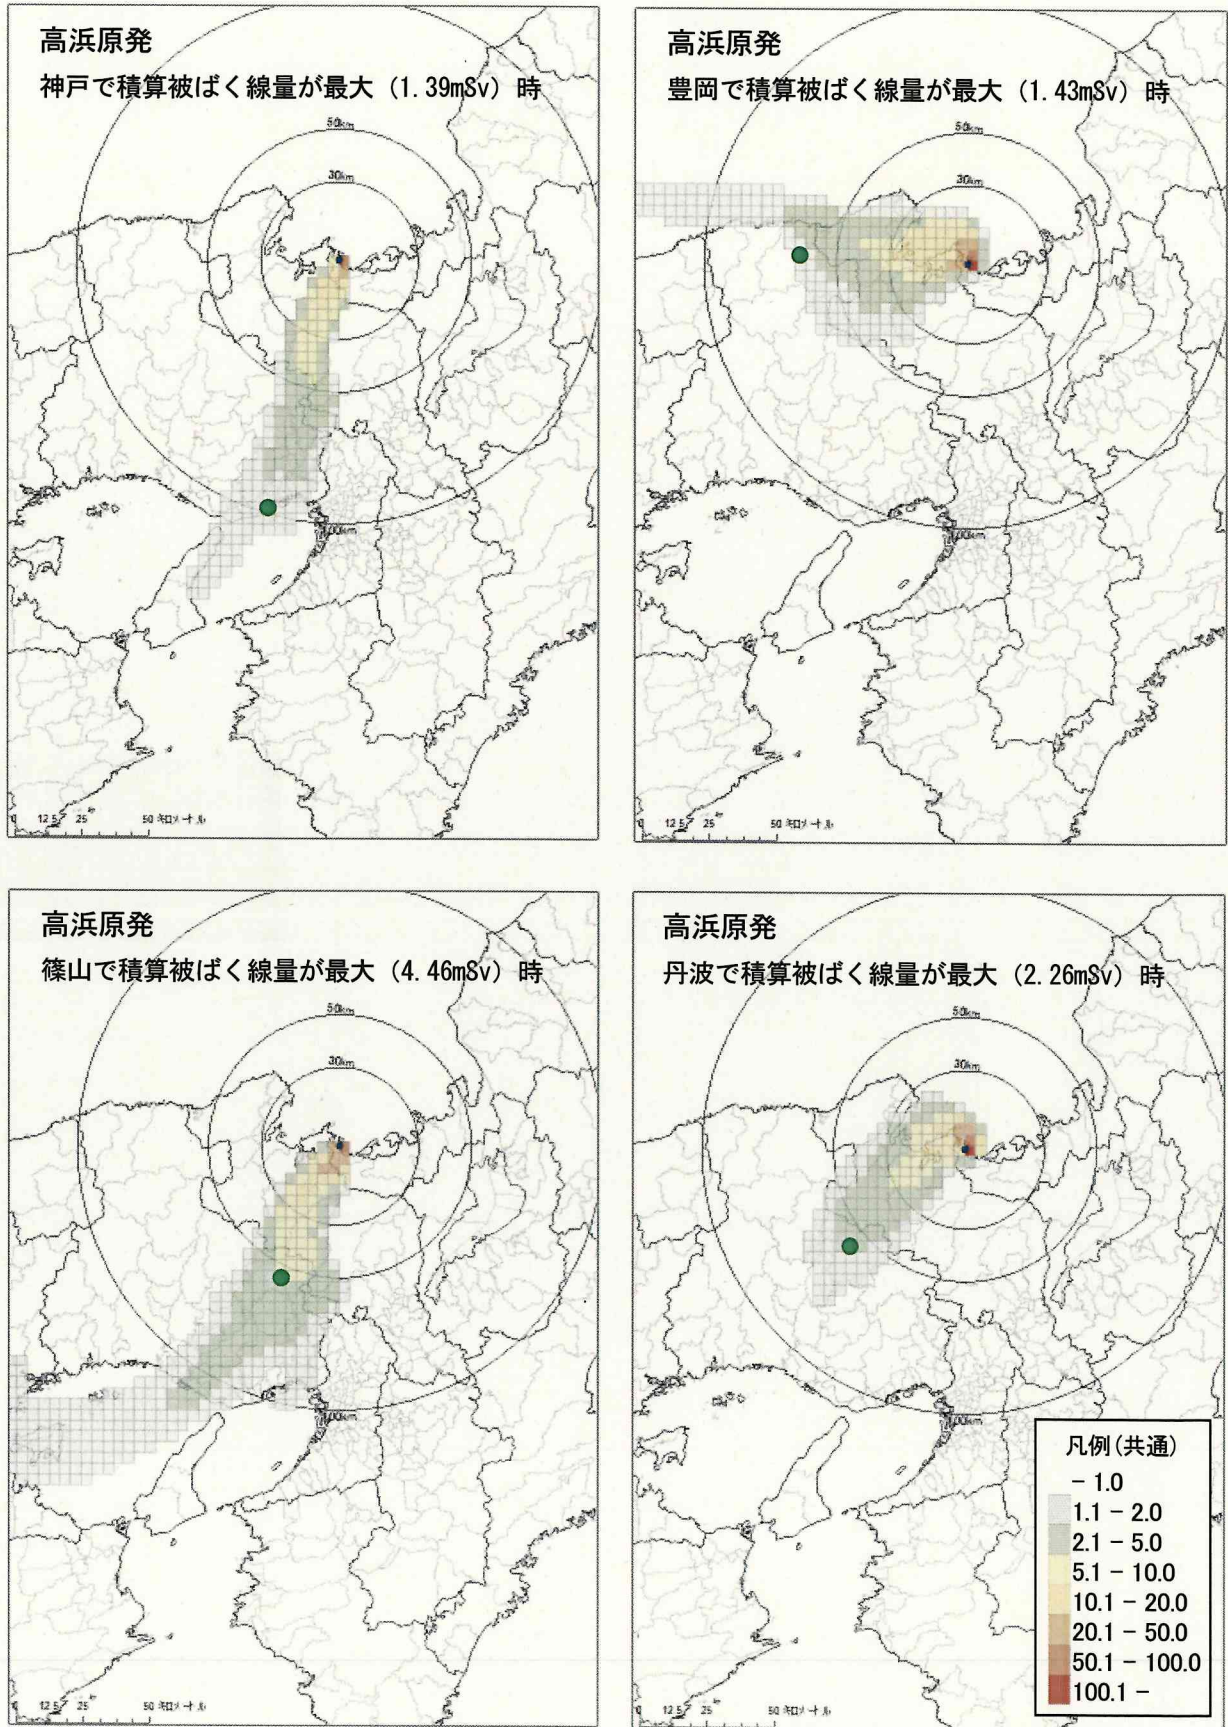 高浜原発
神戸で積算被ばく線量が最大（1.39mSv）時
50km
30km
100km
0 12.5 25 50 キロメートル
高浜原発
豊岡で積算被ばく線量が最大（1.43mSv）時
50km
30km
100km
0 12.5 25 50 キロメートル
高浜原発
篠山で積算被ばく線量が最大（4.46mSv）時
50km
30km
100km
0 12.5 25 50 キロメートル
高浜原発
丹波で積算被ばく線量が最大（2.26mSv）時
50km
30km
100km
0 12.5 25 50 キロメートル
凡例(共通)
- 1.0
1.1 - 2.0
2.1 - 5.0
5.1 - 10.0
10.1 - 20.0
20.1 - 50.0
50.1 - 100.0
100.1 -